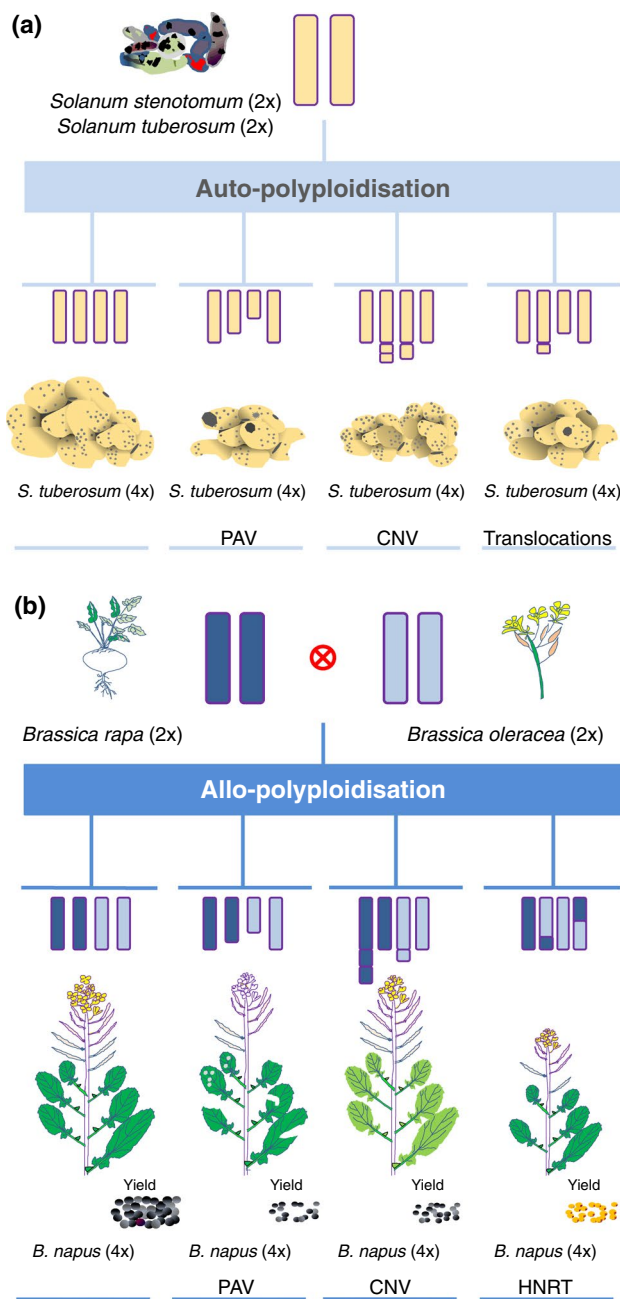 (a)
Solanum stenotomum (2x)
Solanum tuberosum (2x)
Auto-polyploidisation
S. tuberosum (4x) S. tuberosum (4x) S. tuberosum (4x) S. tuberosum (4x)
PAV CNV Translocations
(b)
Brassica rapa (2x) Brassica oleracea (2x)
Allo-polyploidisation
Yield Yield Yield Yield
B. napus (4x) B. napus (4x) B. napus (4x) B. napus (4x)
PAV CNV HNRT